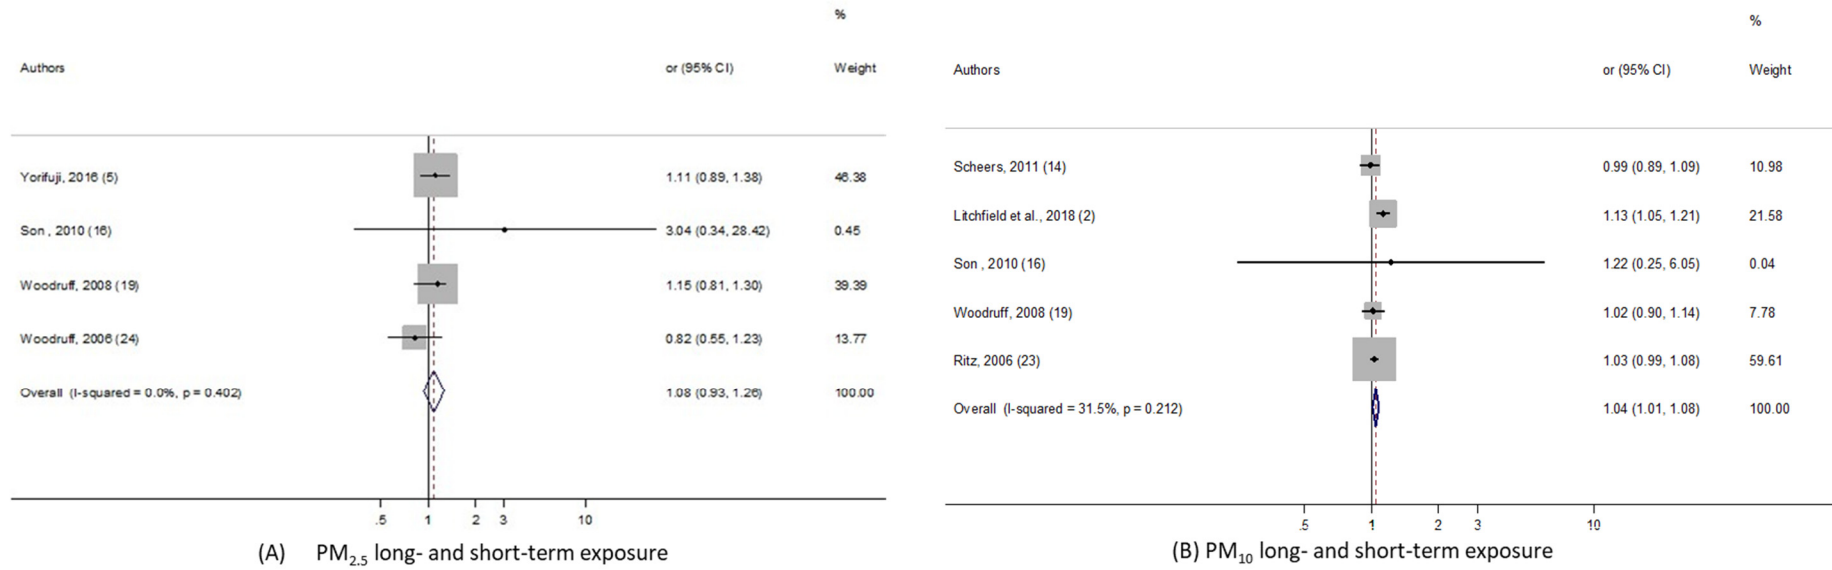 %
Authors or (95% CI) Weight
Yorifuji, 2016 (5) 1.11 (0.89, 1.38) 46.38
Son , 2010 (16) 3.04 (0.34, 28.42) 0.45
Woodruff, 2008 (19) 1.15 (0.81, 1.30) 39.39
Woodruff, 2006 (24) 0.82 (0.55, 1.23) 13.77
Overall (I-squared = 0.0%, p = 0.402) 1.08 (0.93, 1.26) 100.00
.5 1 2 3 10
(A) PM2.5 long- and short-term exposure
%
Authors or (95% CI) Weight
Scheers, 2011 (14) 0.99 (0.89, 1.09) 10.98
Litchfield et al., 2018 (2) 1.13 (1.05, 1.21) 21.58
Son , 2010 (16) 1.22 (0.25, 6.05) 0.04
Woodruff, 2008 (19) 1.02 (0.90, 1.14) 7.78
Ritz, 2006 (23) 1.03 (0.99, 1.08) 59.61
Overall (I-squared = 31.5%, p = 0.212) 1.04 (1.01, 1.08) 100.00
.5 1 2 3 10
(B) PM10 long- and short-term exposure